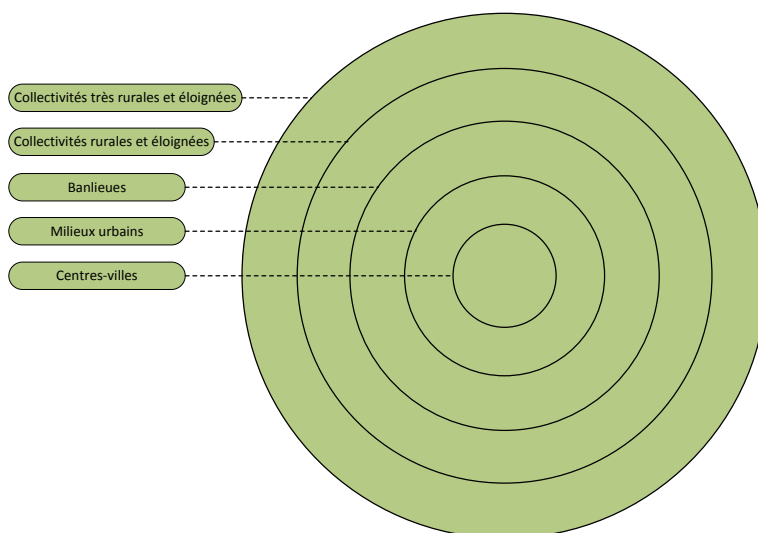 Collectivités très rurales et éloignées
Collectivités rurales et éloignées
Banlieues
Milieux urbains
Centres-villes